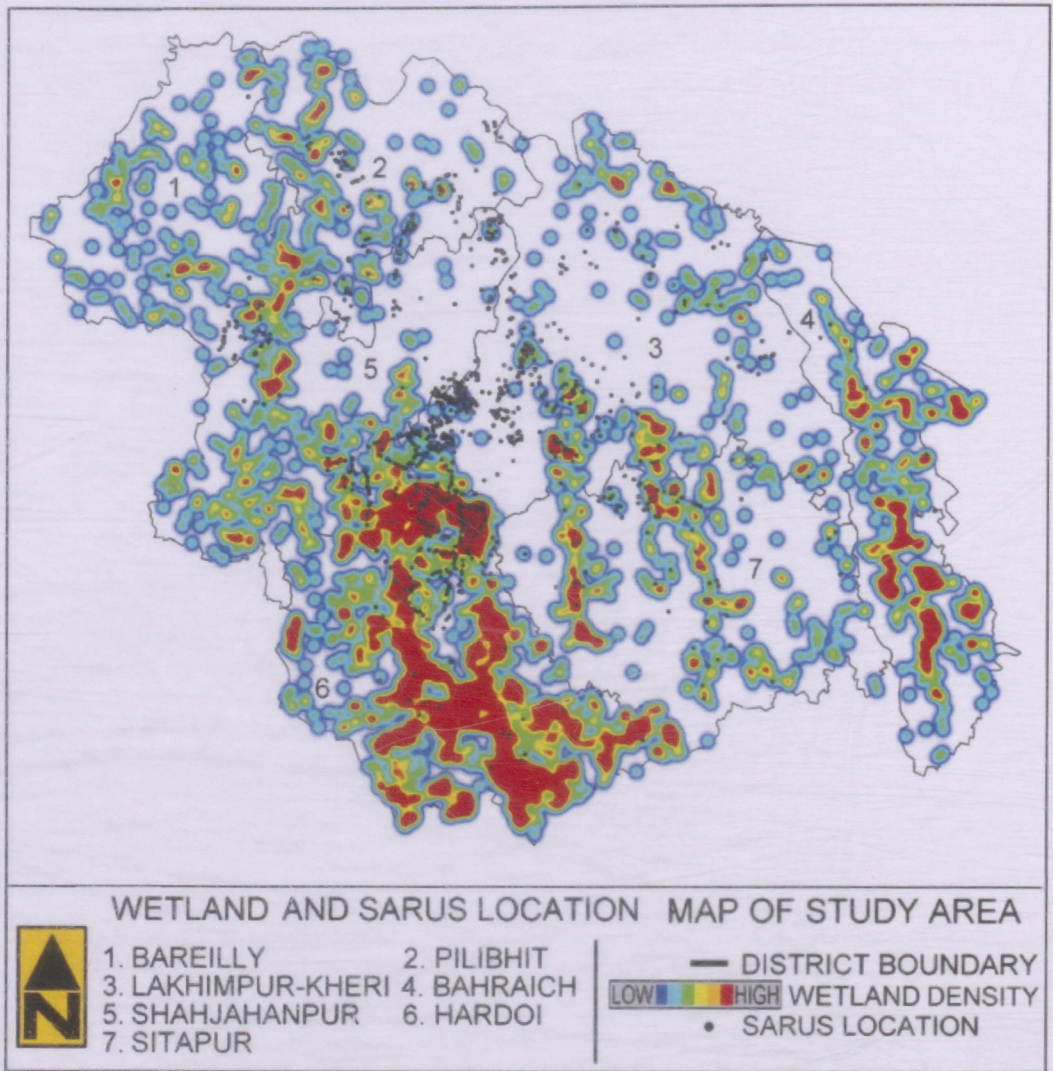 1
2
3
4
5
6
7
WETLAND AND SARUS LOCATION MAP OF STUDY AREA
N
1. BAREILLY 2. PILIBHIT
3. LAKHIMPUR-KHERI 4. BAHRAICH
5. SHAHJAHANPUR 6. HARDOI
7. SITAPUR
DISTRICT BOUNDARY
LOW HIGH WETLAND DENSITY
SARUS LOCATION